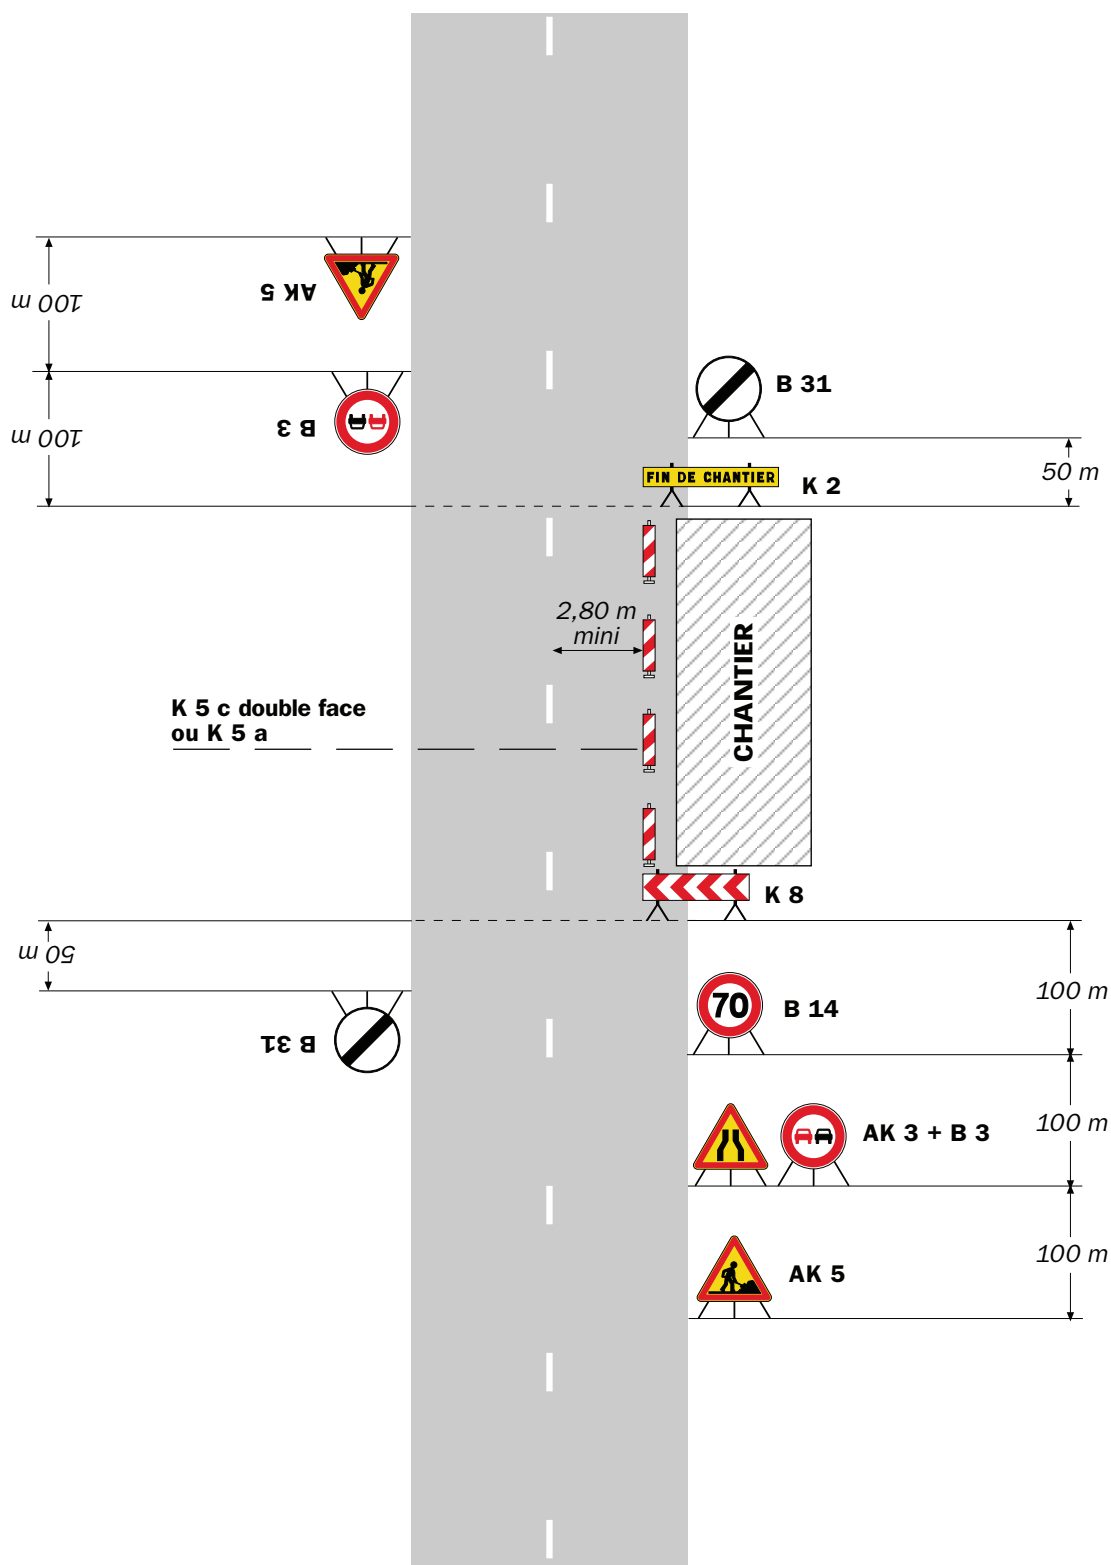 AK 5
100 m
100 m
B 3
B 31
50 m
FIN DE CHANTIER
K 2
2,80 m
mini
CHANTIER
K 5 c double face
ou K 5 a
K 8
50 m
B 31
70
B 14
100 m
AK 3 + B 3
100 m
AK 5
100 m